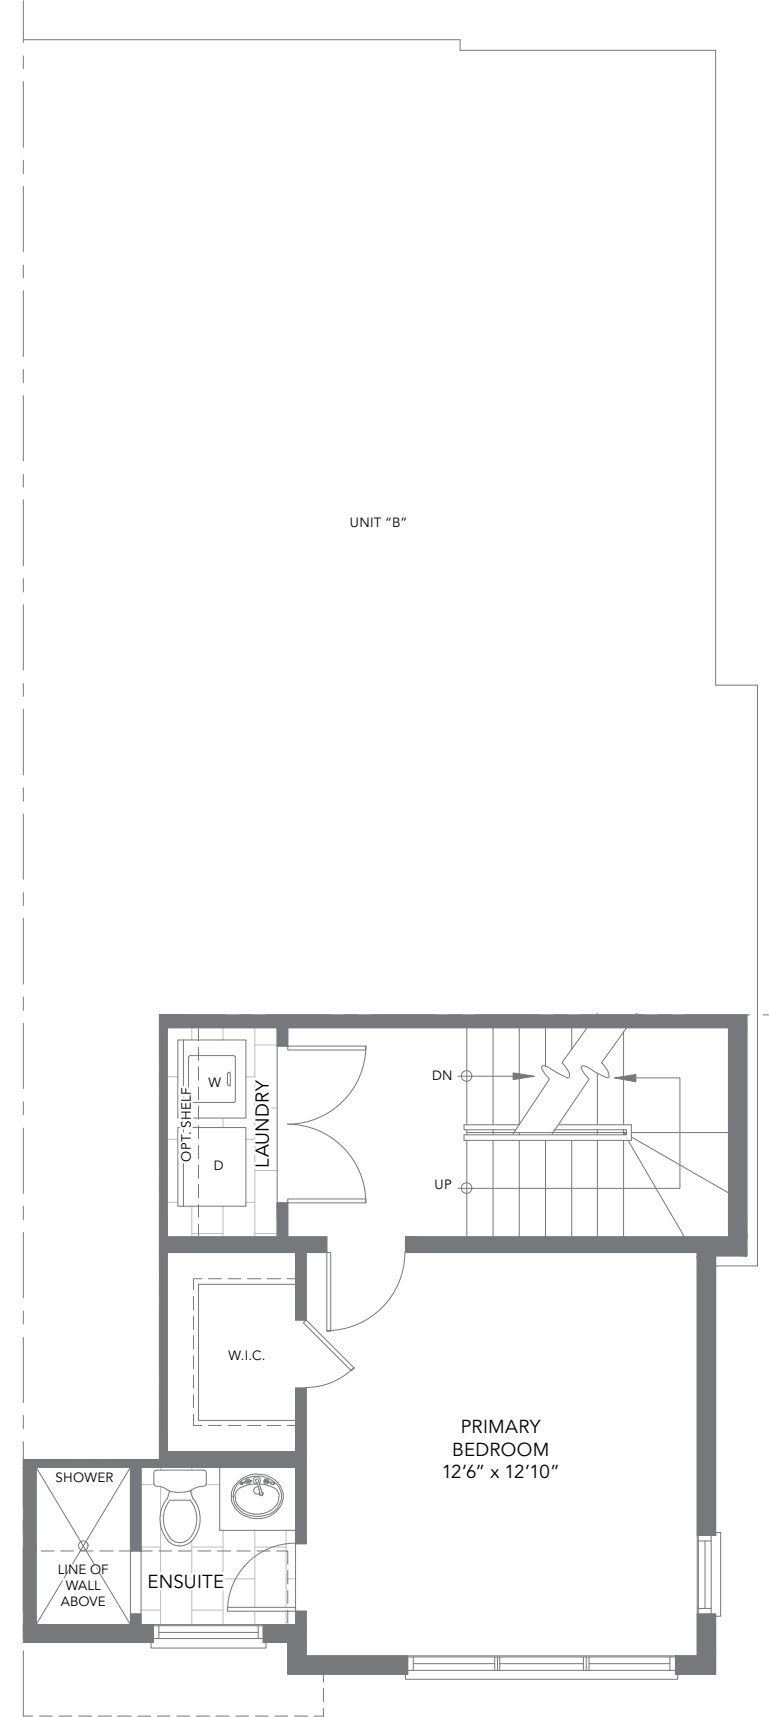 UNIT "B"
OPT. SHELF
W
D
LAUNDRY
DN
UP
W.I.C.
PRIMARY
BEDROOM
12'6" x 12'10"
SHOWER
LINE OF
WALL
ABOVE
ENSUITE